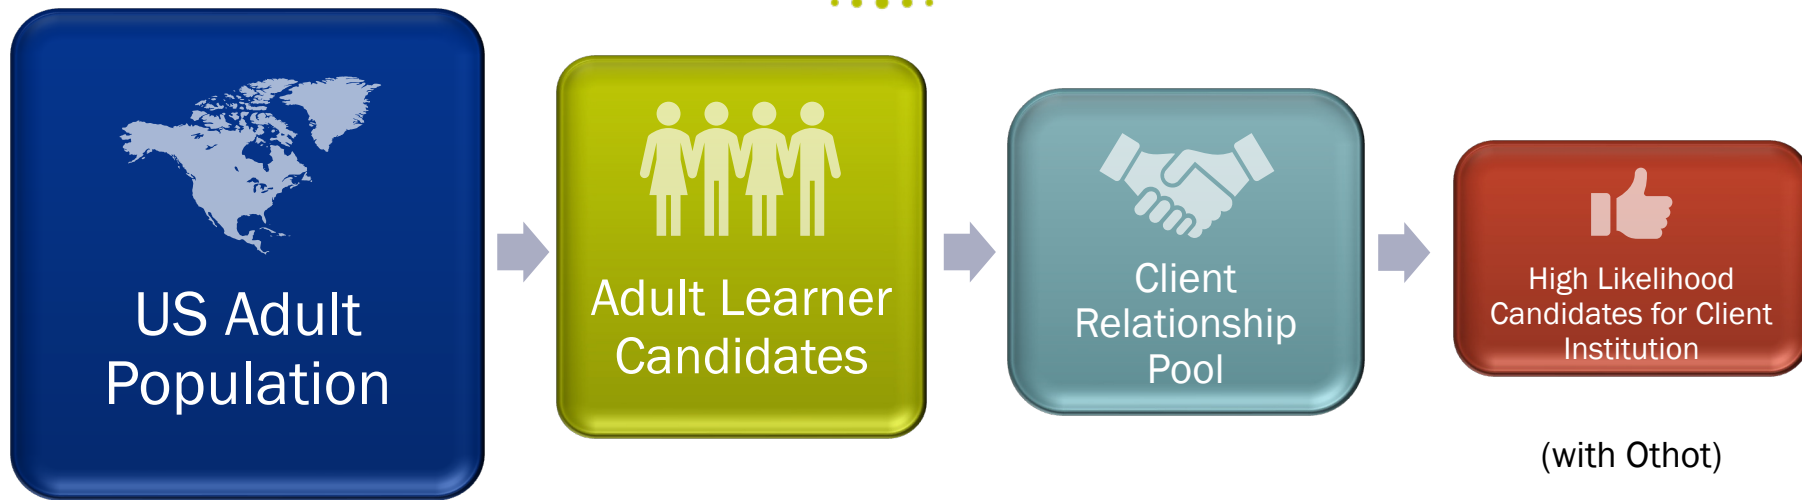 US Adult
Population
Adult Learner
Candidates
Client
Relationship
Pool
High Likelihood
Candidates for Client
Institution
(with Othot)